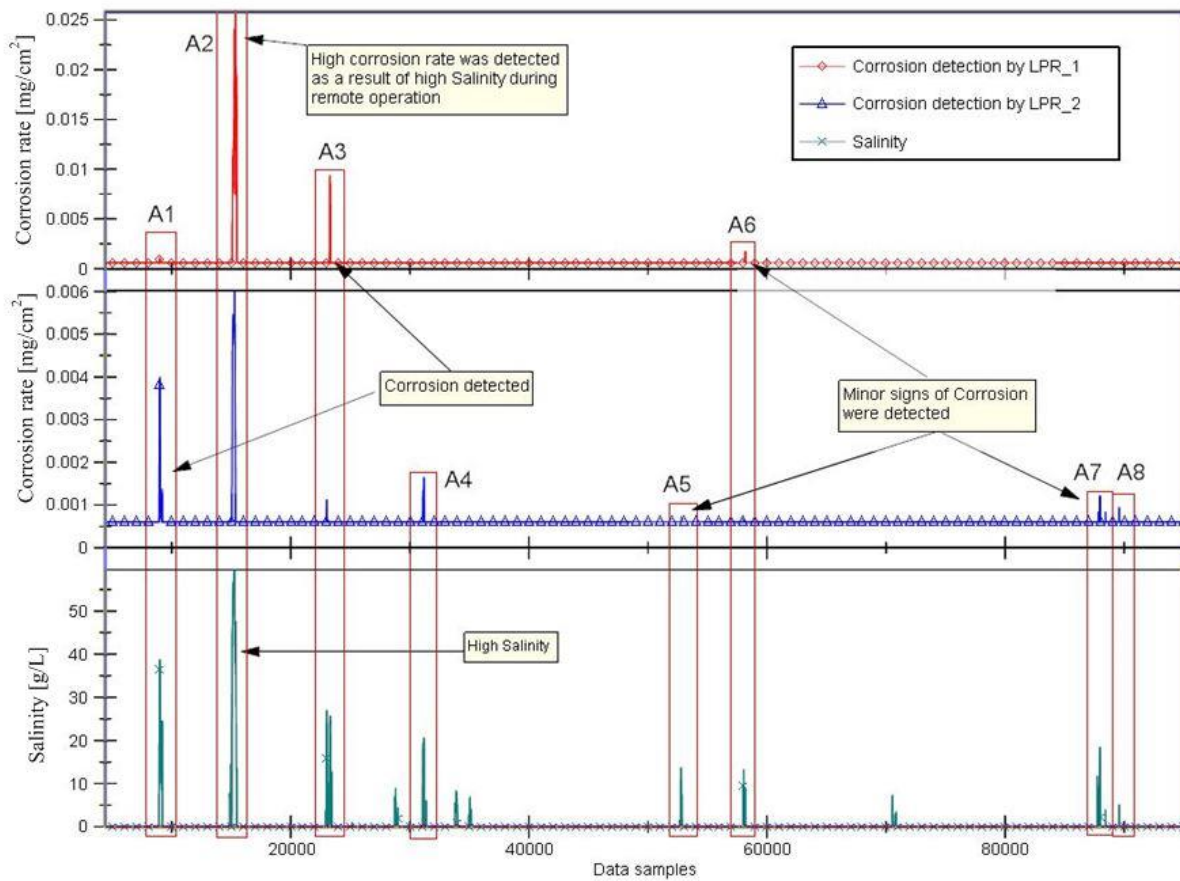 0.025
0.02
0.015
0.01
0.005
0
Corrosion rate [mg/cm2]
A1
A2
A3
A6
High corrosion rate was detected
as a result of high Salinity during
remote operation
Corrosion detection by LPR_1
Corrosion detection by LPR_2
Salinity
0.006
0.004
0.002
0.001
0
Corrosion rate [mg/cm2]
Corrosion detected
Minor signs of Corrosion
were detected
A4
A5
A7
A8
50
40
30
20
10
0
Salinity [g/L]
High Salinity
20000
40000
60000
80000
Data samples